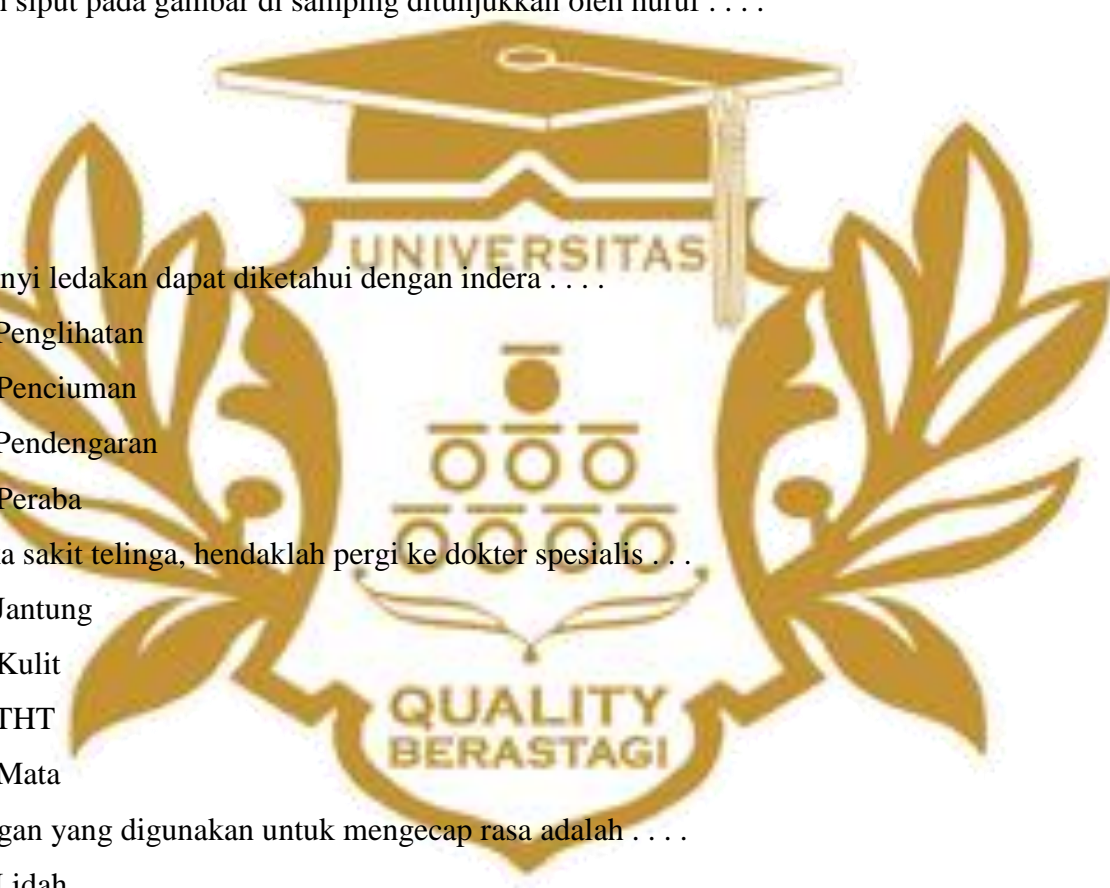 siput pada gambar di samping ditunjukkan oleh huruf . . . .
UNIVERSITAS
nyi ledakan dapat diketahui dengan indera . . . .
Penglihatan
Penciuman
Pendengaran
Peraba
a sakit telinga, hendaklah pergi ke dokter spesialis . . .
Jantung
Kulit
THT
QUALITY
BERASTAGI
Mata
gan yang digunakan untuk mengecap rasa adalah . . . .
Lidah